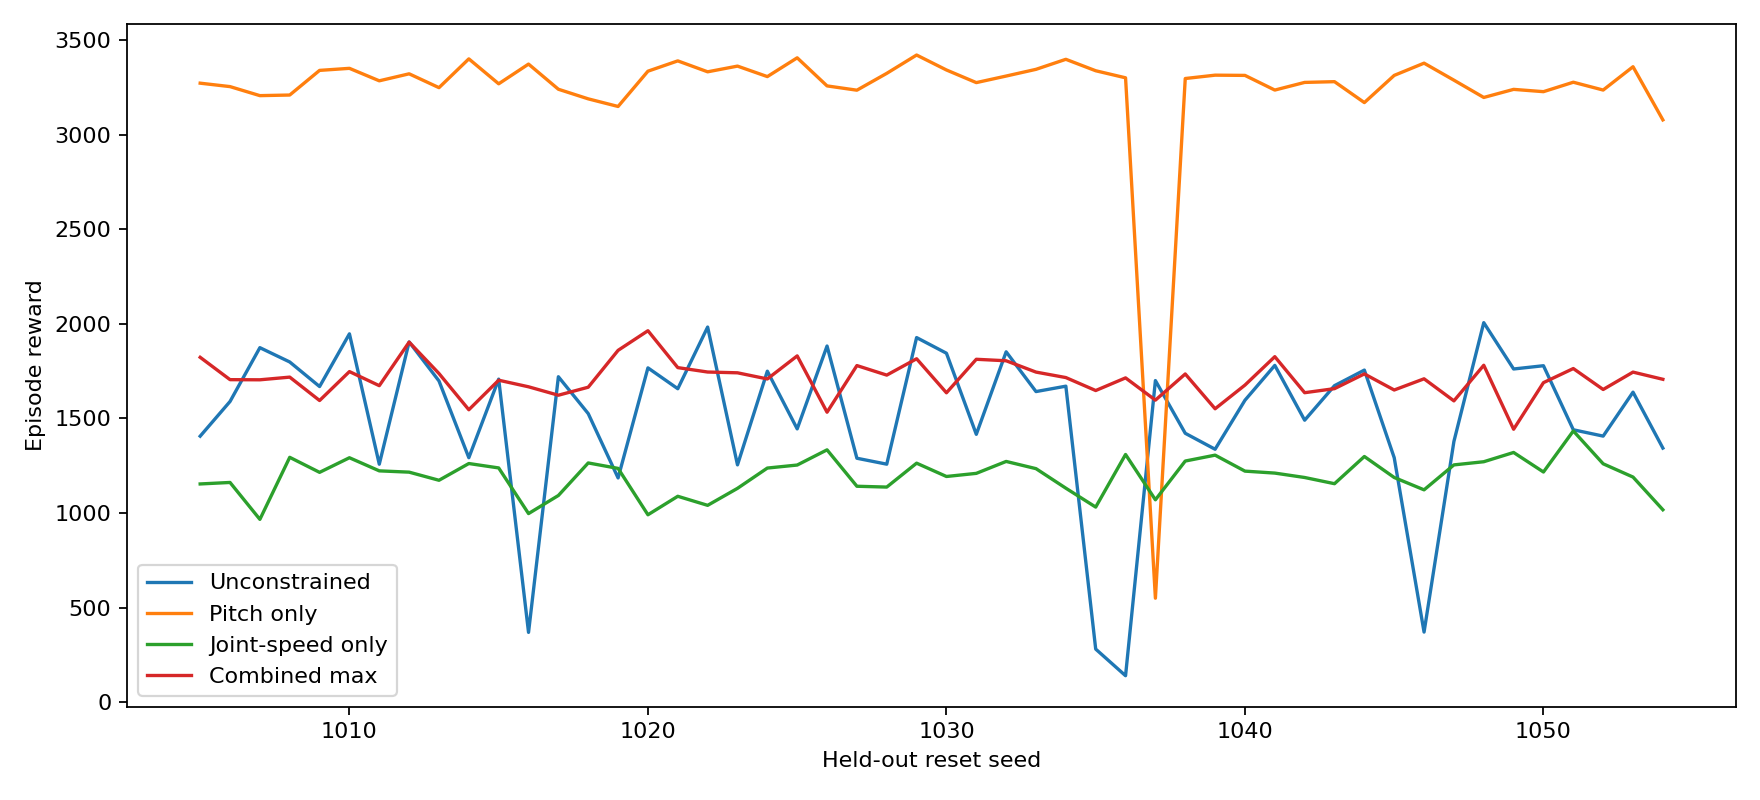 3500
3000
2500
2000
1500
1000
500
0
Episode reward
Unconstrained
Pitch only
Joint-speed only
Combined max
1010 1020 1030 1040 1050
Held-out reset seed